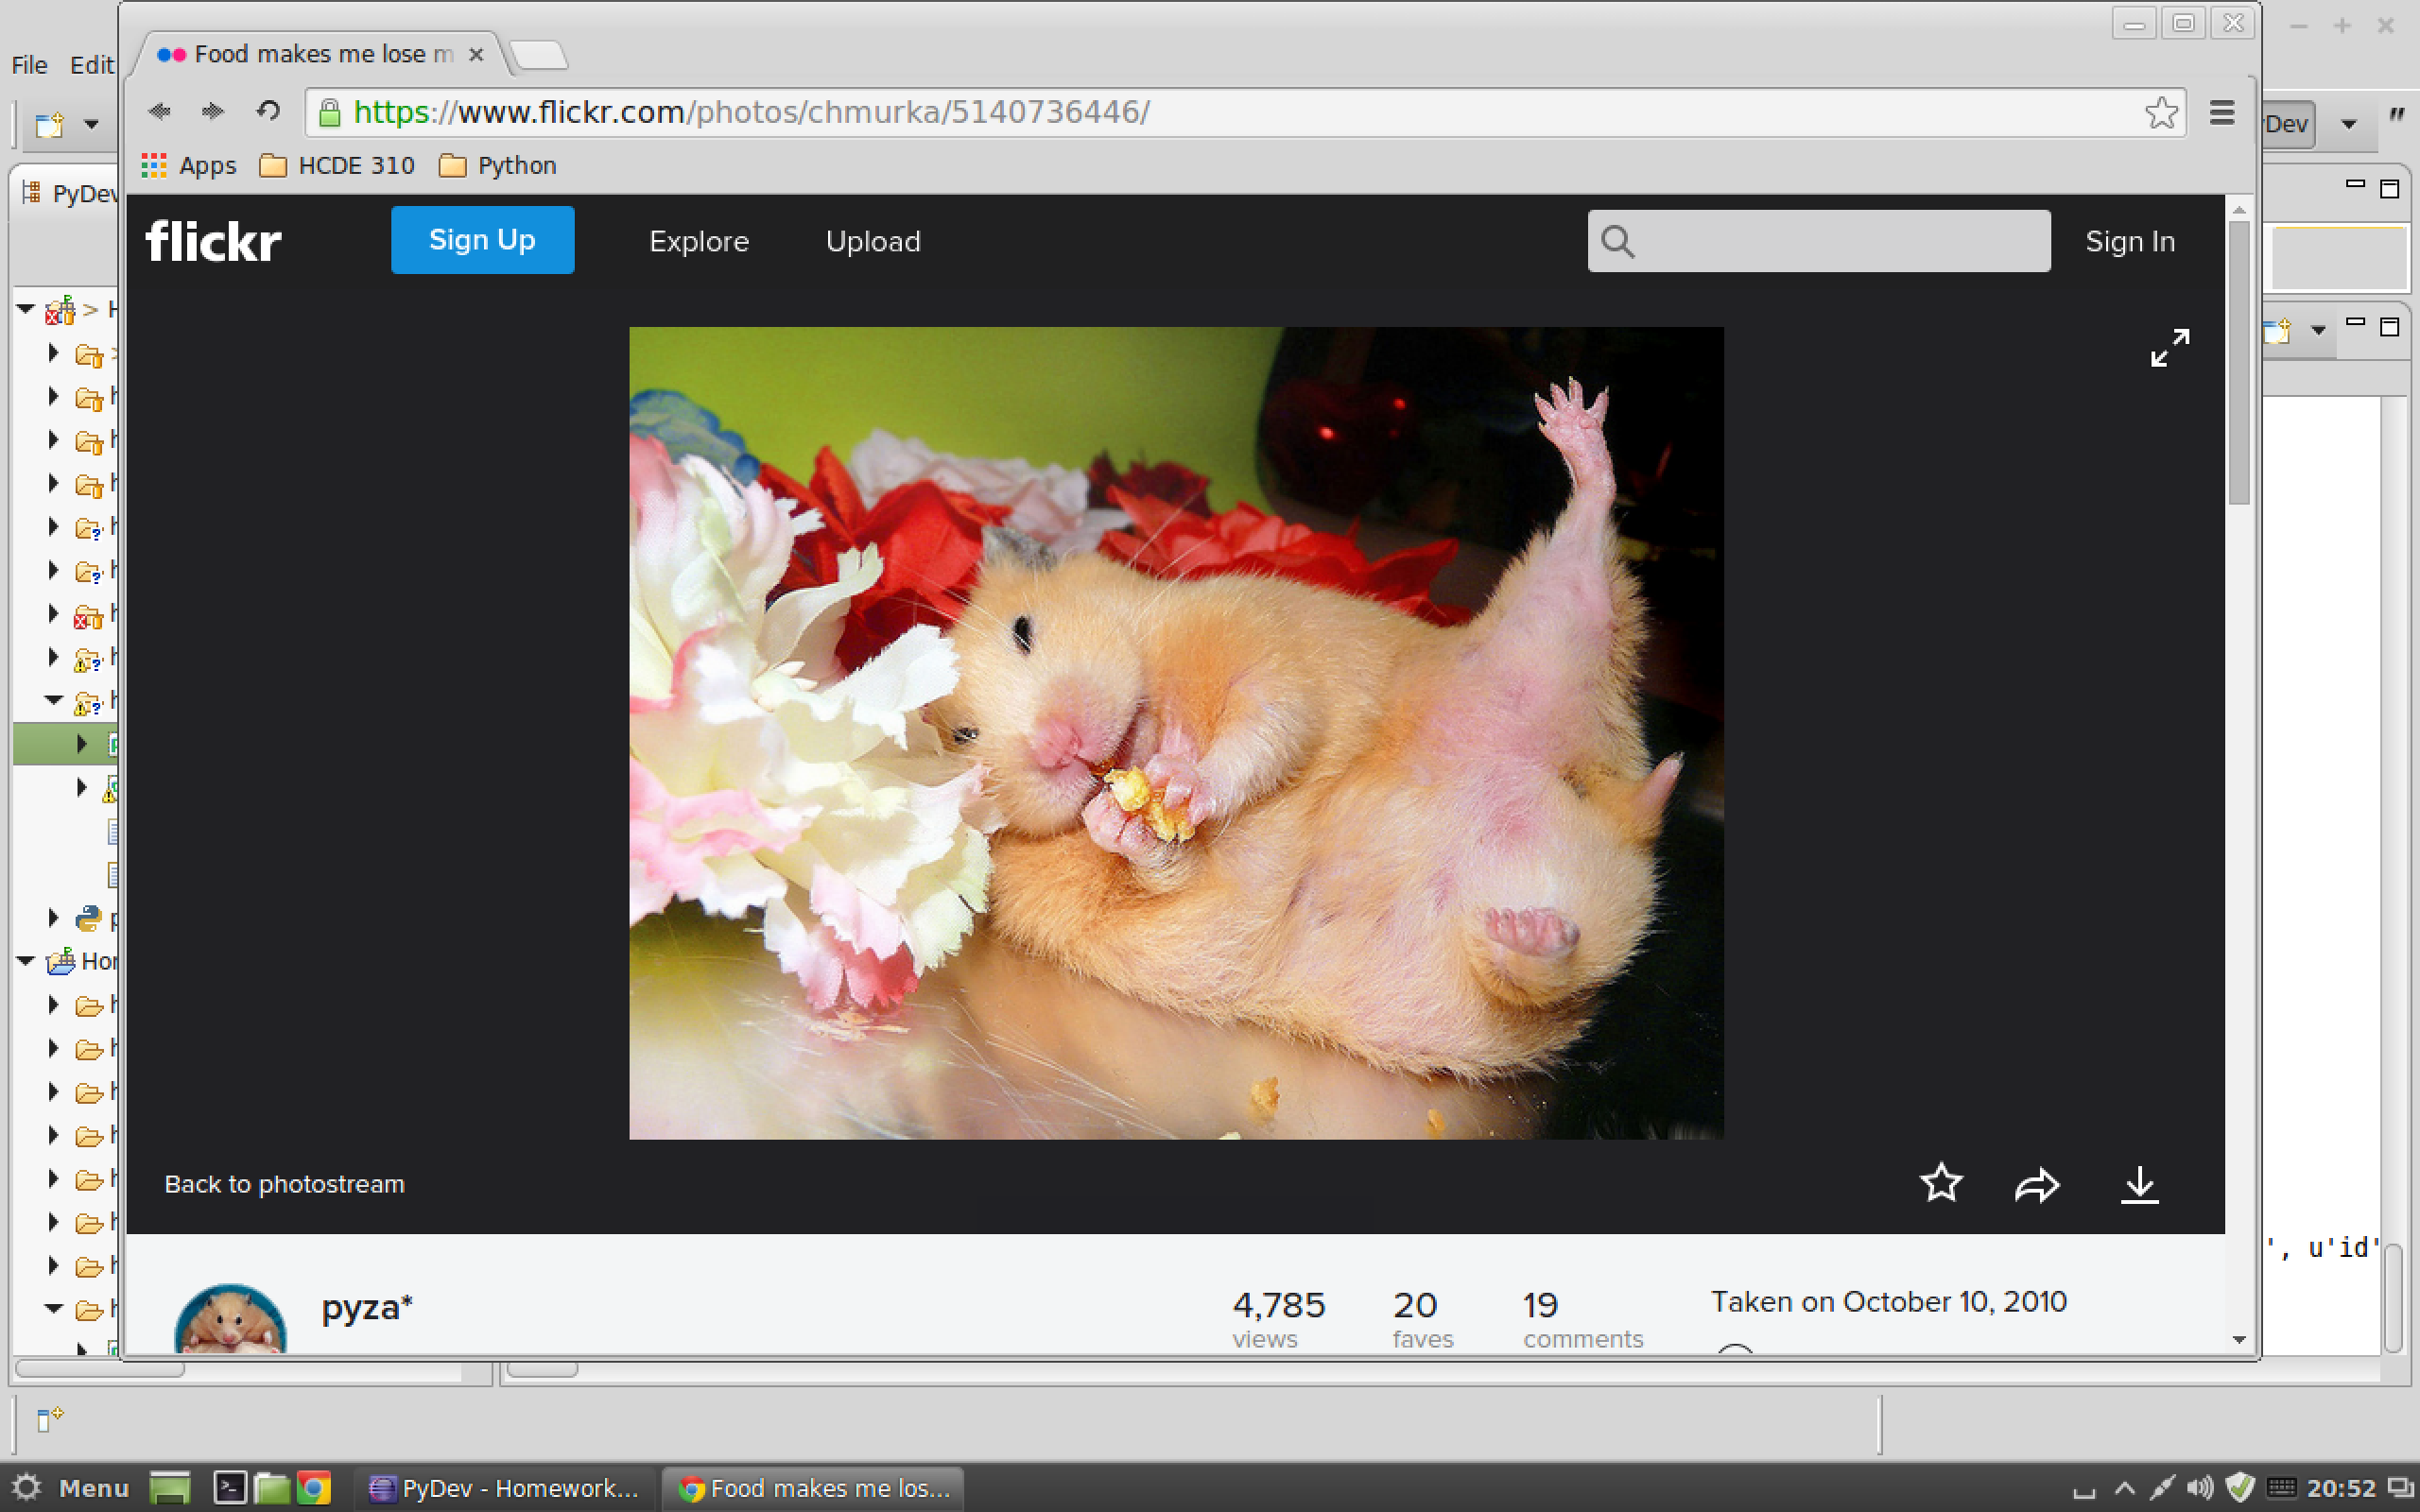 Food makes me lose m
File Edit
https://www.flickr.com/photos/chmurka/5140736446/
Dev
Apps HCDE 310 Python
PyDev
flickr Sign Up Explore Upload Sign In
> H
Hor
Back to photostream
', u'id'
pyza*
4,785 20 19 Taken on October 10, 2010
views faves comments
Menu PyDev - Homework... Food makes me los... 20:52